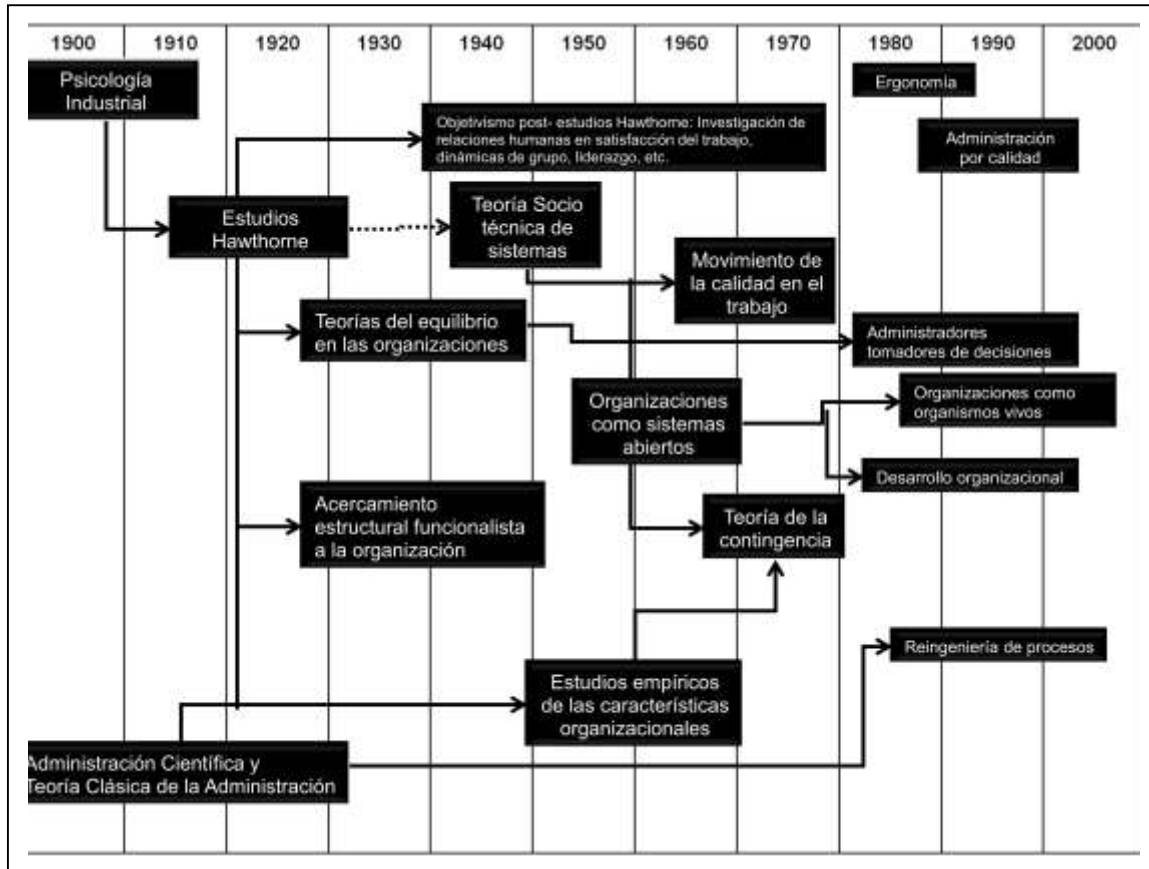 1900 1910 1920 1930 1940 1950 1960 1970 1980 1990 2000
Psicología
Industrial
Ergonomía
Objetivismo post- estudios Hawthorne: Investigación de
relaciones humanas en satisfacción del trabajo,
dinámicas de grupo, liderazgo, etc.
Administración
por calidad
Estudios
Hawthorne
Teoría Socio
técnica de
sistemas
Movimiento de
la calidad en el
trabajo
Teorías del equilibrio
en las organizaciones
Administradores
tomadores de decisiones
Organizaciones
como sistemas
abiertos
Organizaciones como
organismos vivos
Desarrollo organizacional
Acercamiento
estructural funcionalista
a la organización
Teoría de la
contingencia
Reingeniería de procesos
Estudios empíricos
de las características
organizacionales
Administración Científica y
Teoría Clásica de la Administración